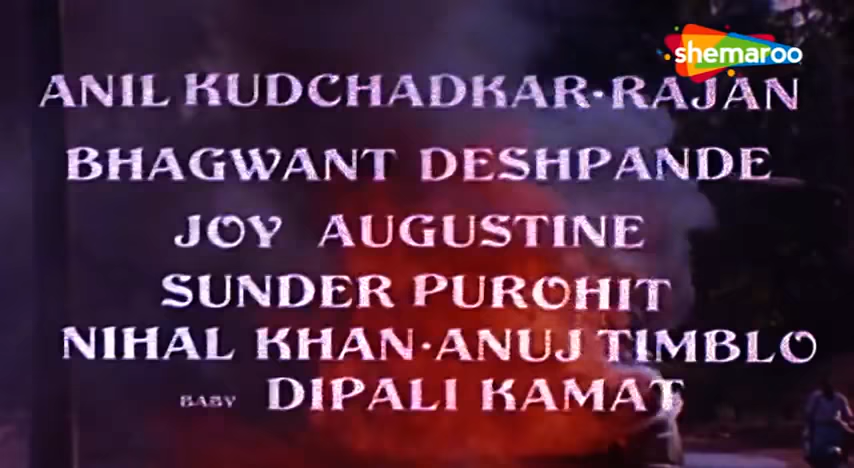 shemaroo
ANIL KUDCHADKAR·RAJAN
BHAGWANT DESHPANDE
JOY AUGUSTINE
SUNDER PUROHIT
NIHAL KHAN·ANUJ TIMBLO
BABY DIPALI KAMAT